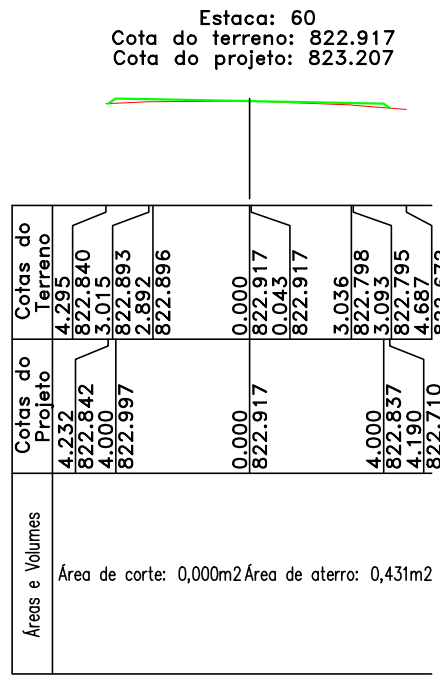 Estaca: 60
Cota do terreno: 822.917
Cota do projeto: 823.207
Cotas do
Terreno
4.295
822.840
3.015
822.893
2.892
822.896
0.000
822.917
0.043
822.917
3.036
822.798
3.093
822.795
4.687
Cotas do
Projeto
4.232
822.842
4.000
822.997
0.000
822.917
4.000
822.837
4.190
822.710
Áreas e Volumes
Área de corte: 0,000m2 Área de aterro: 0,431m2